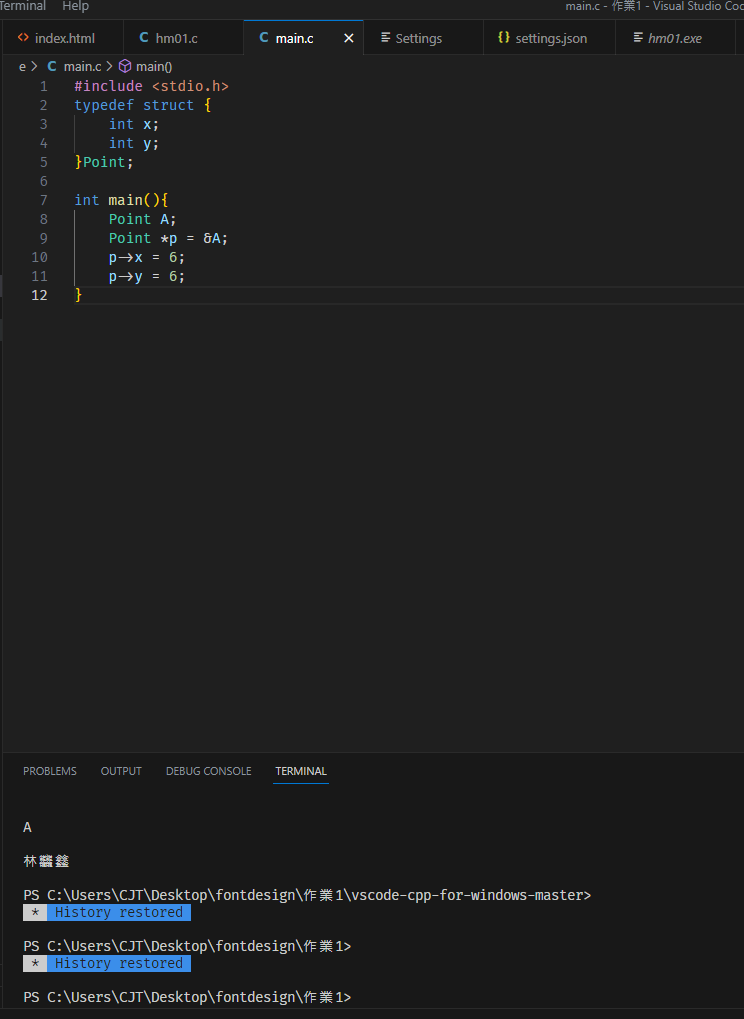 Terminal Help main.c - 作業1 - Visual Studio Cod
index.html C hm01.c C main.c Settings {} settings.json hm01.exe
e > C main.c > main()
1 #include <stdio.h>
2 typedef struct {
3 int x;
4 int y;
5 }Point;
6
7 int main(){
8 Point A;
9 Point *p = &A;
10 p->x = 6;
11 p->y = 6;
12 }
PROBLEMS OUTPUT DEBUG CONSOLE TERMINAL
A
PS C:\Users\CJT\Desktop\fontdesign\作業1\vscode-cpp-for-windows-master>
* History restored
PS C:\Users\CJT\Desktop\fontdesign\作業1>
* History restored
PS C:\Users\CJT\Desktop\fontdesign\作業1>